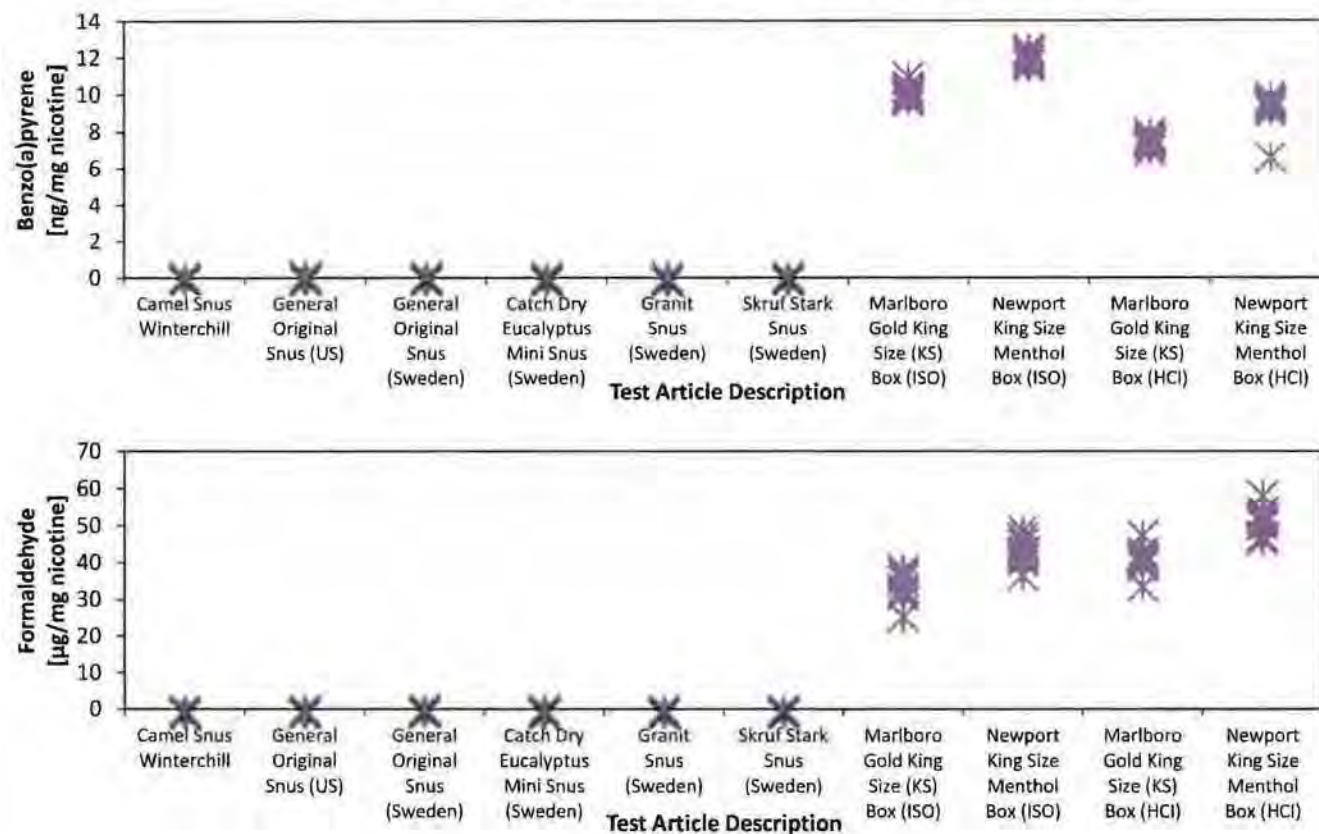 Benzo(a)pyrene
[ng/mg nicotine]
14
12
10
8
6
4
2
0
Camel Snus
Winterchill
General
Original
Snus (US)
General
Original
Snus
(Sweden)
Catch Dry
Eucalyptus
Mini Snus
(Sweden)
Granit
Snus
(Sweden)
Skruf Stark
Snus
(Sweden)
Marlboro
Gold King
Size (KS)
Box (ISO)
Newport
King Size
Menthol
Box (ISO)
Marlboro
Gold King
Size (KS)
Box (HCI)
Newport
King Size
Menthol
Box (HCI)
Test Article Description
Formaldehyde
[µg/mg nicotine]
70
60
50
40
30
20
10
0
Camel Snus
Winterchill
General
Original
Snus (US)
General
Original
Snus
(Sweden)
Catch Dry
Eucalyptus
Mini Snus
(Sweden)
Granit
Snus
(Sweden)
Skruf Stark
Snus
(Sweden)
Marlboro
Gold King
Size (KS)
Box (ISO)
Newport
King Size
Menthol
Box (ISO)
Marlboro
Gold King
Size (KS)
Box (HCI)
Newport
King Size
Menthol
Box (HCI)
Test Article Description